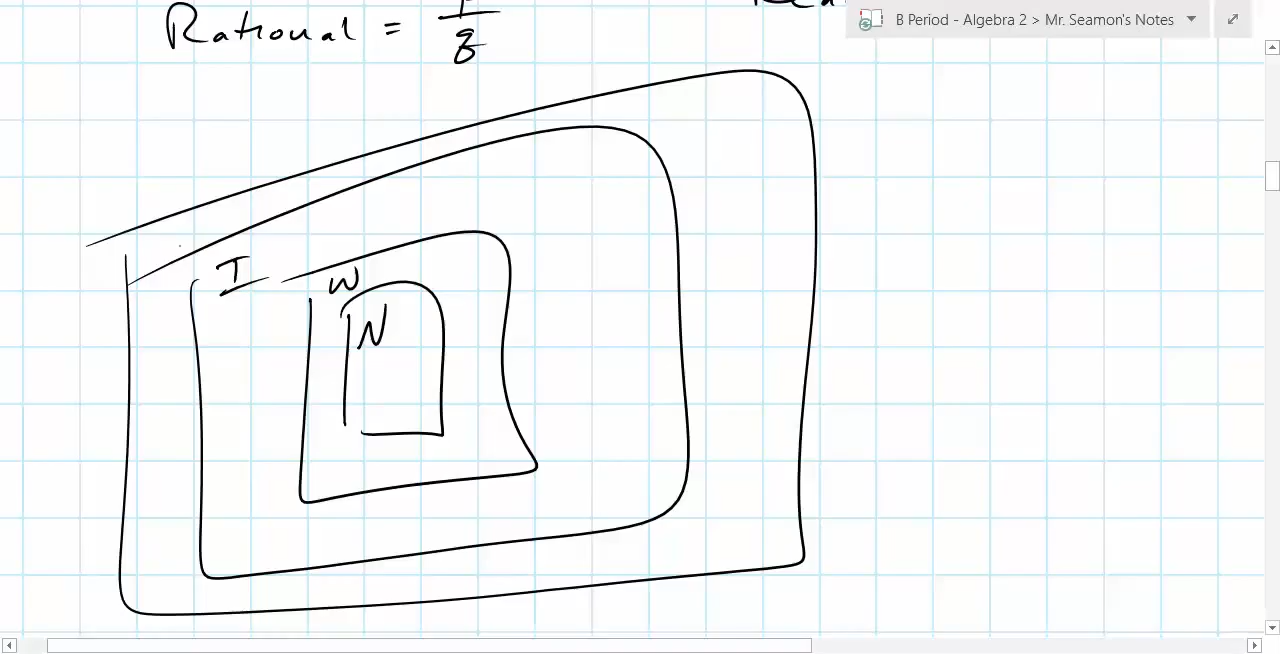 Rational =
B Period - Algebra 2 > Mr. Seamon's Notes
I
W
N